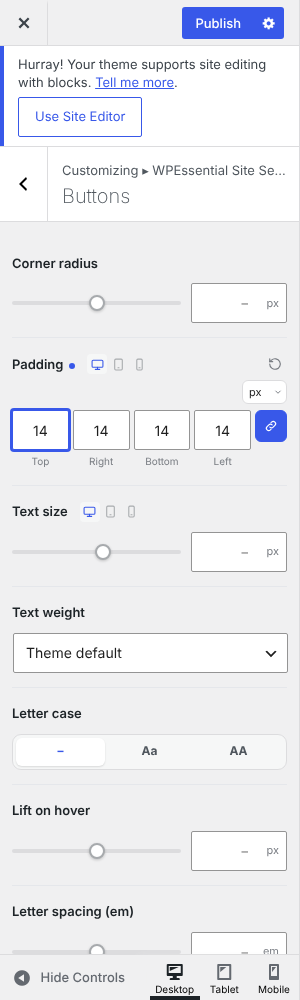 Publish
Hurray! Your theme supports site editing
with blocks. Tell me more.
Use Site Editor
Customizing ▸ WPEssential Site Se...
Buttons
Corner radius
– px
Padding
px
14 14 14 14
Top Right Bottom Left
Text size
– px
Text weight
Theme default
Letter case
– Aa AA
Lift on hover
– px
Letter spacing (em)
– em
Hide Controls
Desktop Tablet Mobile